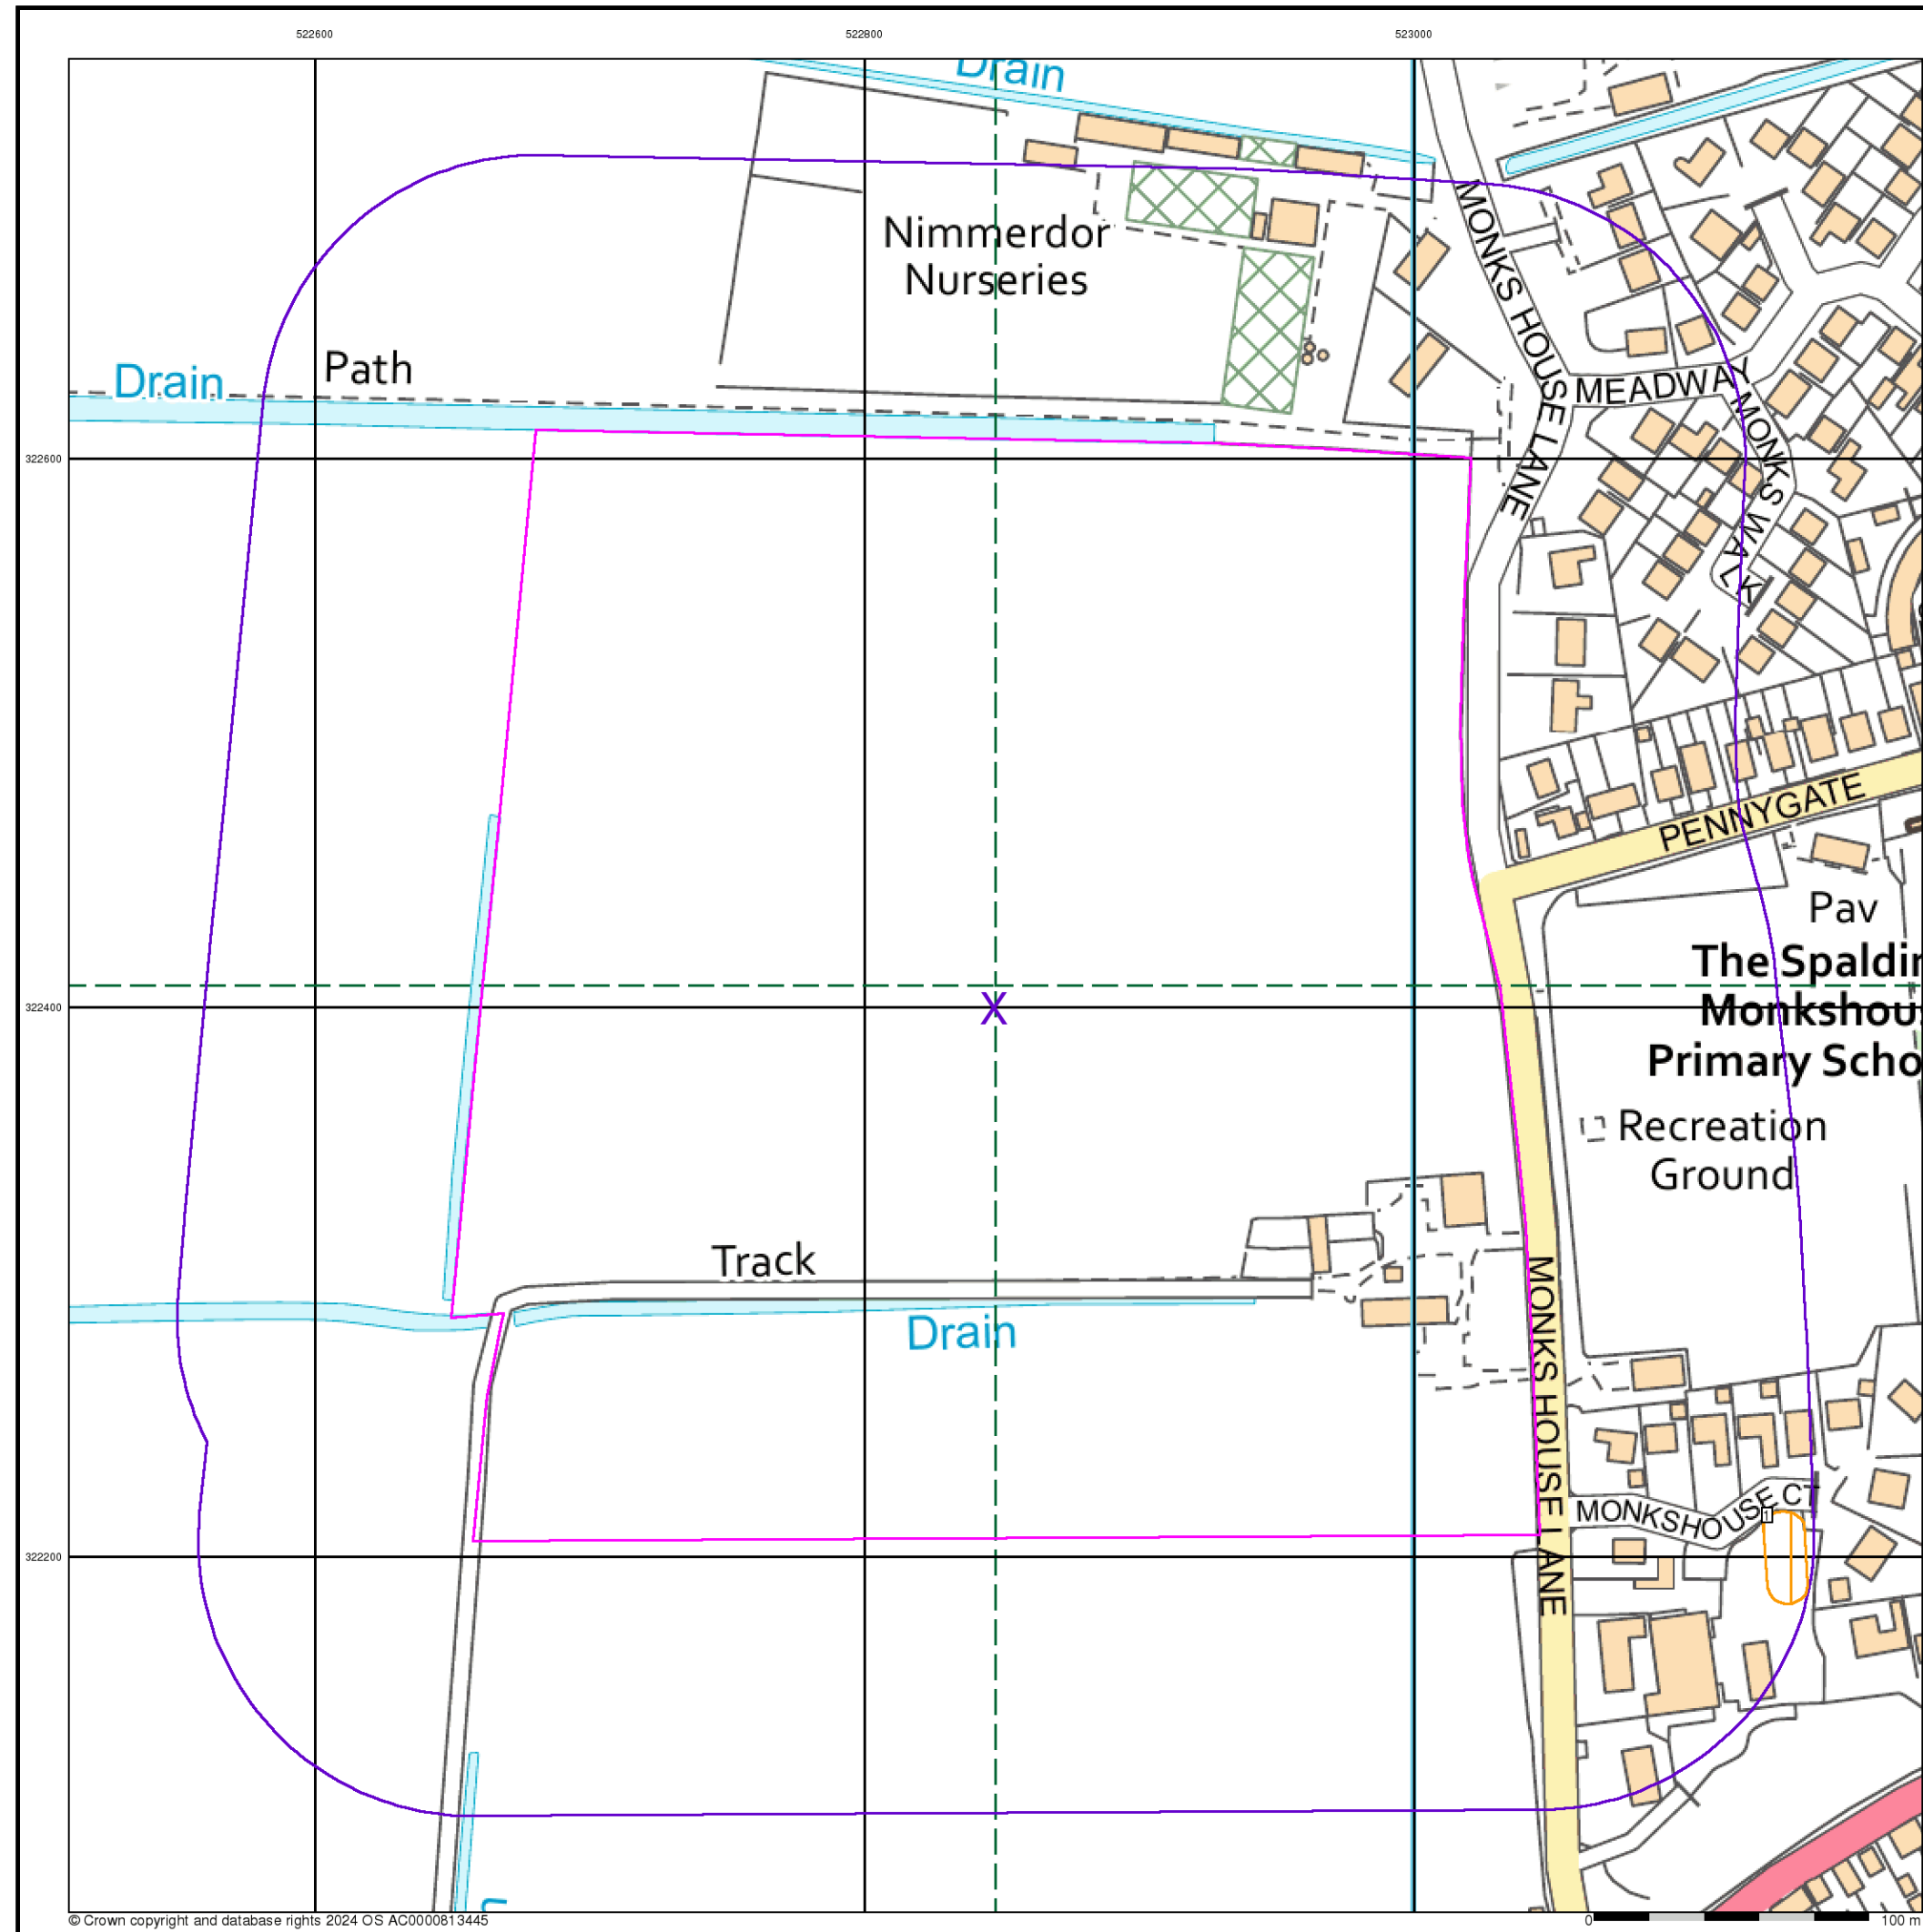 522600
522800
523000
Drain
Nimmerdor
Nurseries
MONKS HOUSE LANE
Path
Drain
MEADWAY
MONKS WALK
322600
PENNYGATE
Pav
The Spaldin
Monkshous
Primary Scho
322400
X
Recreation
Ground
Track
Drain
MONKS HOUSE LANE
MONKSHOUSE CT
1
322200
© Crown copyright and database rights 2024 OS AC0000813445
0
100 m